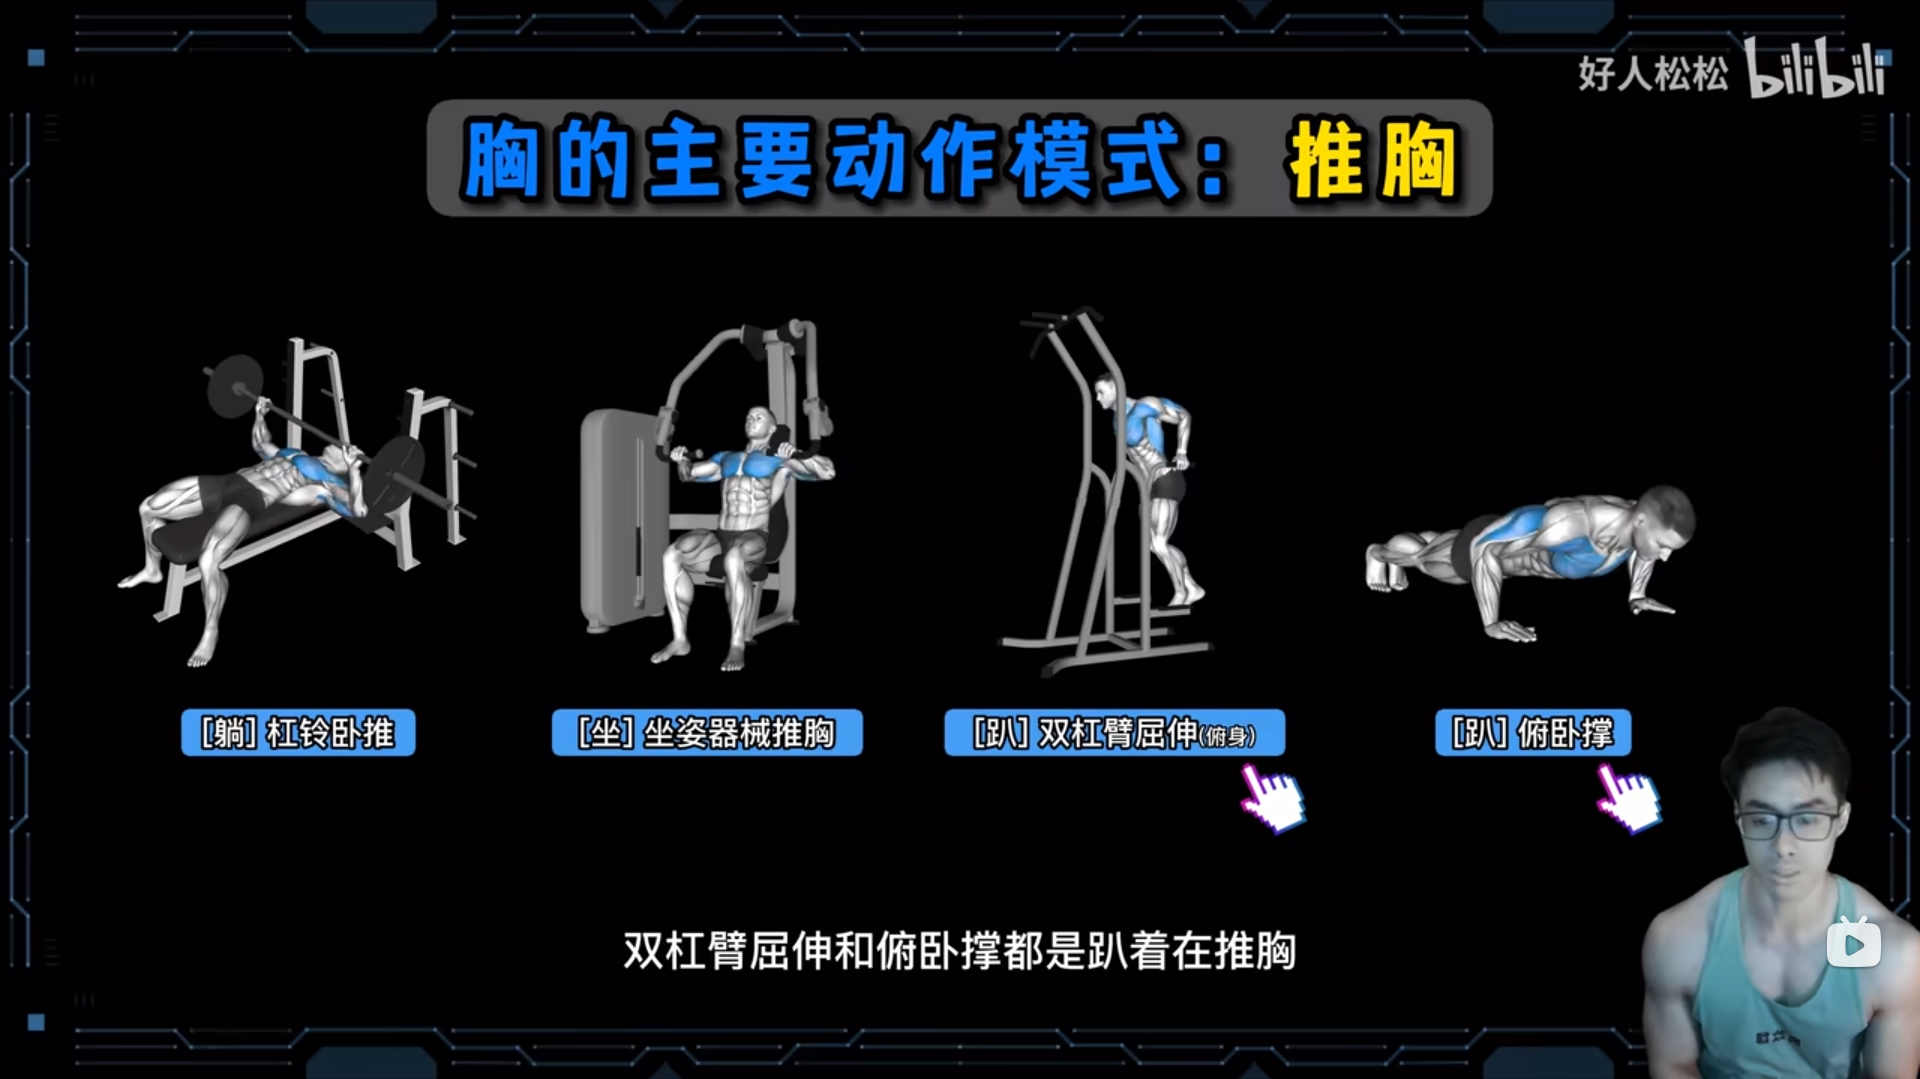 好人松松 bilibili
胸的主要动作模式：推胸
[躺] 杠铃卧推
[坐] 坐姿器械推胸
[趴] 双杠臂屈伸(俯身)
[趴] 俯卧撑
双杠臂屈伸和俯卧撑都是趴着在推胸